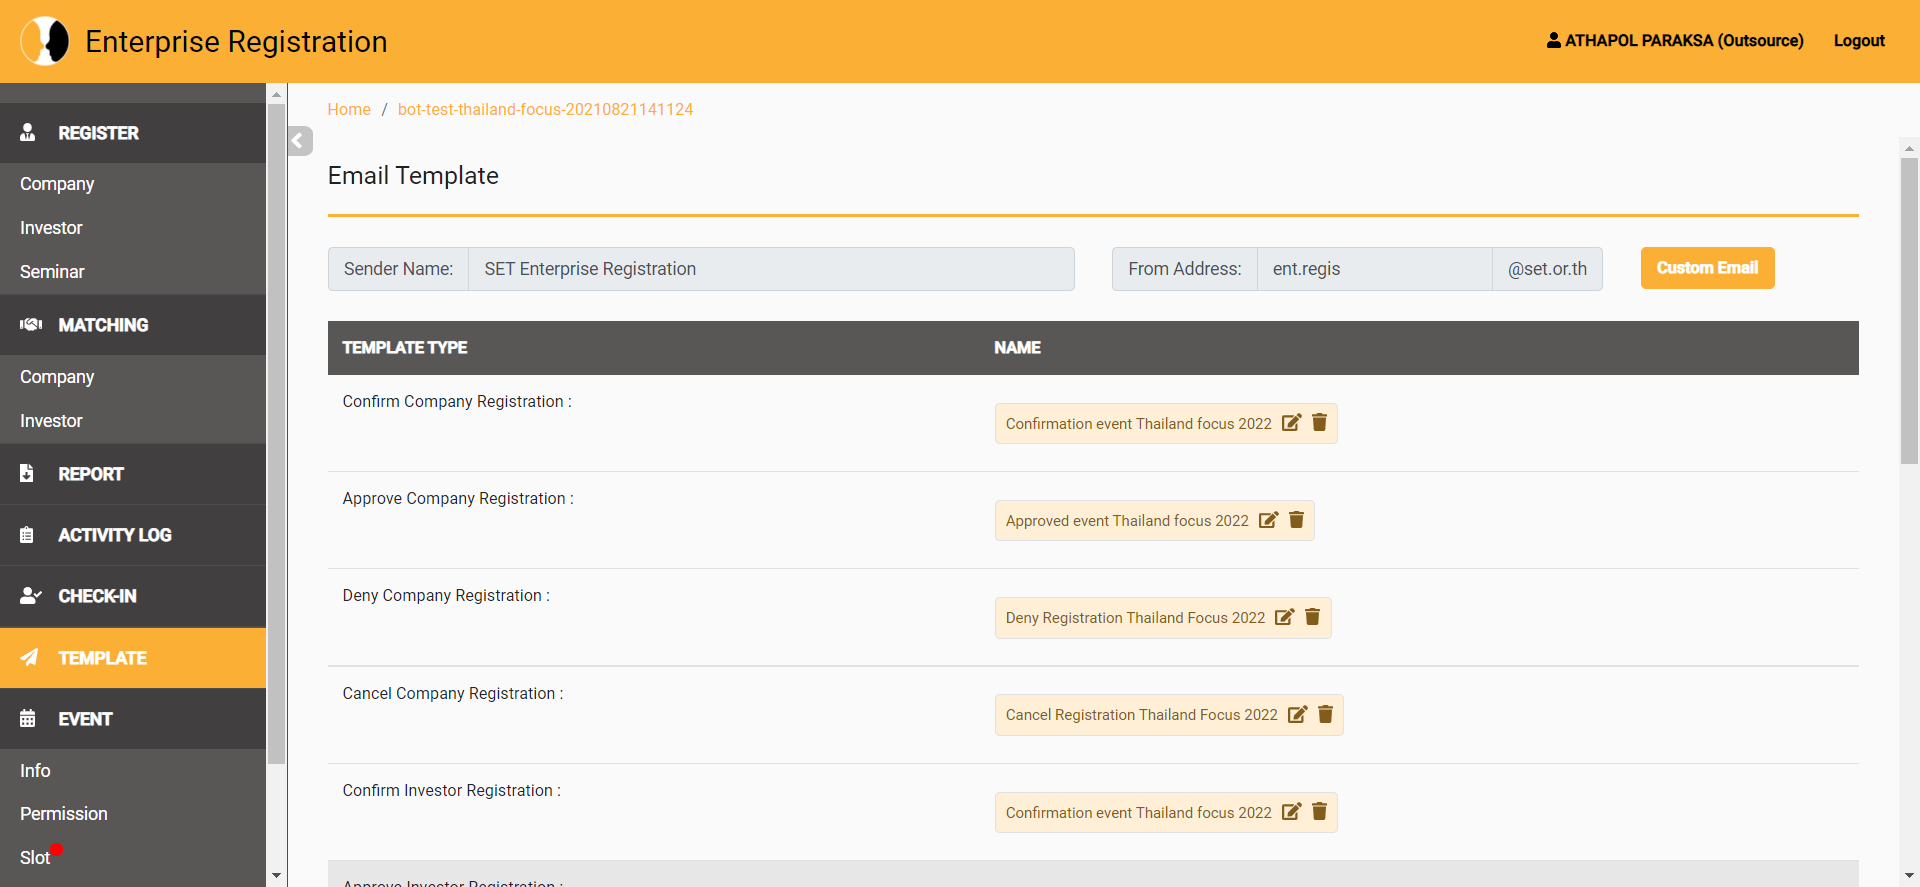 Enterprise Registration
ATHAPOL PARAKSA (Outsource)
Logout
REGISTER
Company
Investor
Seminar
MATCHING
Company
Investor
REPORT
ACTIVITY LOG
CHECK-IN
TEMPLATE
EVENT
Info
Permission
Slot
Home / bot-test-thailand-focus-20210821141124
Email Template
Sender Name: SET Enterprise Registration
From Address: ent.regis @set.or.th
Custom Email
TEMPLATE TYPE NAME
Confirm Company Registration :
Confirmation event Thailand focus 2022
Approve Company Registration :
Approved event Thailand focus 2022
Deny Company Registration :
Deny Registration Thailand Focus 2022
Cancel Company Registration :
Cancel Registration Thailand Focus 2022
Confirm Investor Registration :
Confirmation event Thailand focus 2022
Approve Investor Registration :